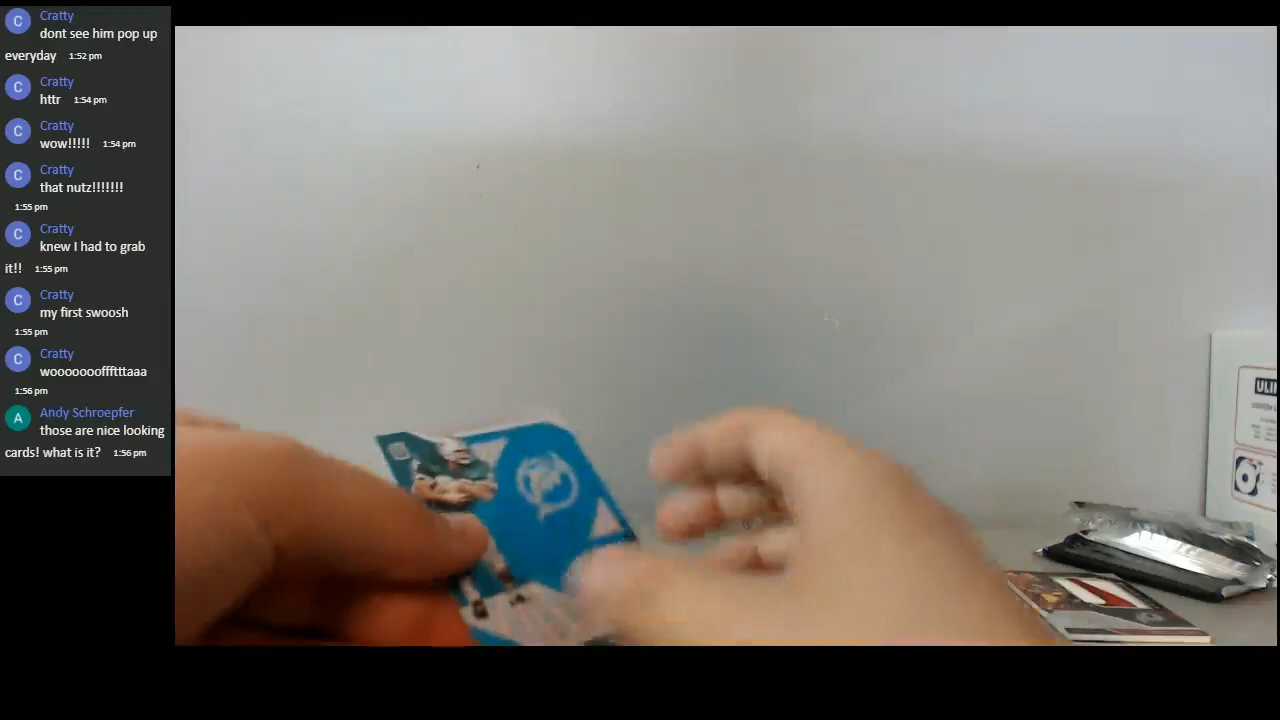 Cratty
dont see him pop up
everyday 1:52 pm
Cratty
httr 1:54 pm
Cratty
wow!!!!! 1:54 pm
Cratty
that nutz!!!!!!!
1:55 pm
Cratty
knew I had to grab
it!! 1:55 pm
Cratty
my first swoosh
1:55 pm
Cratty
wooooooofffttaaa
1:56 pm
Andy Schroepfer
those are nice looking
cards! what is it? 1:56 pm